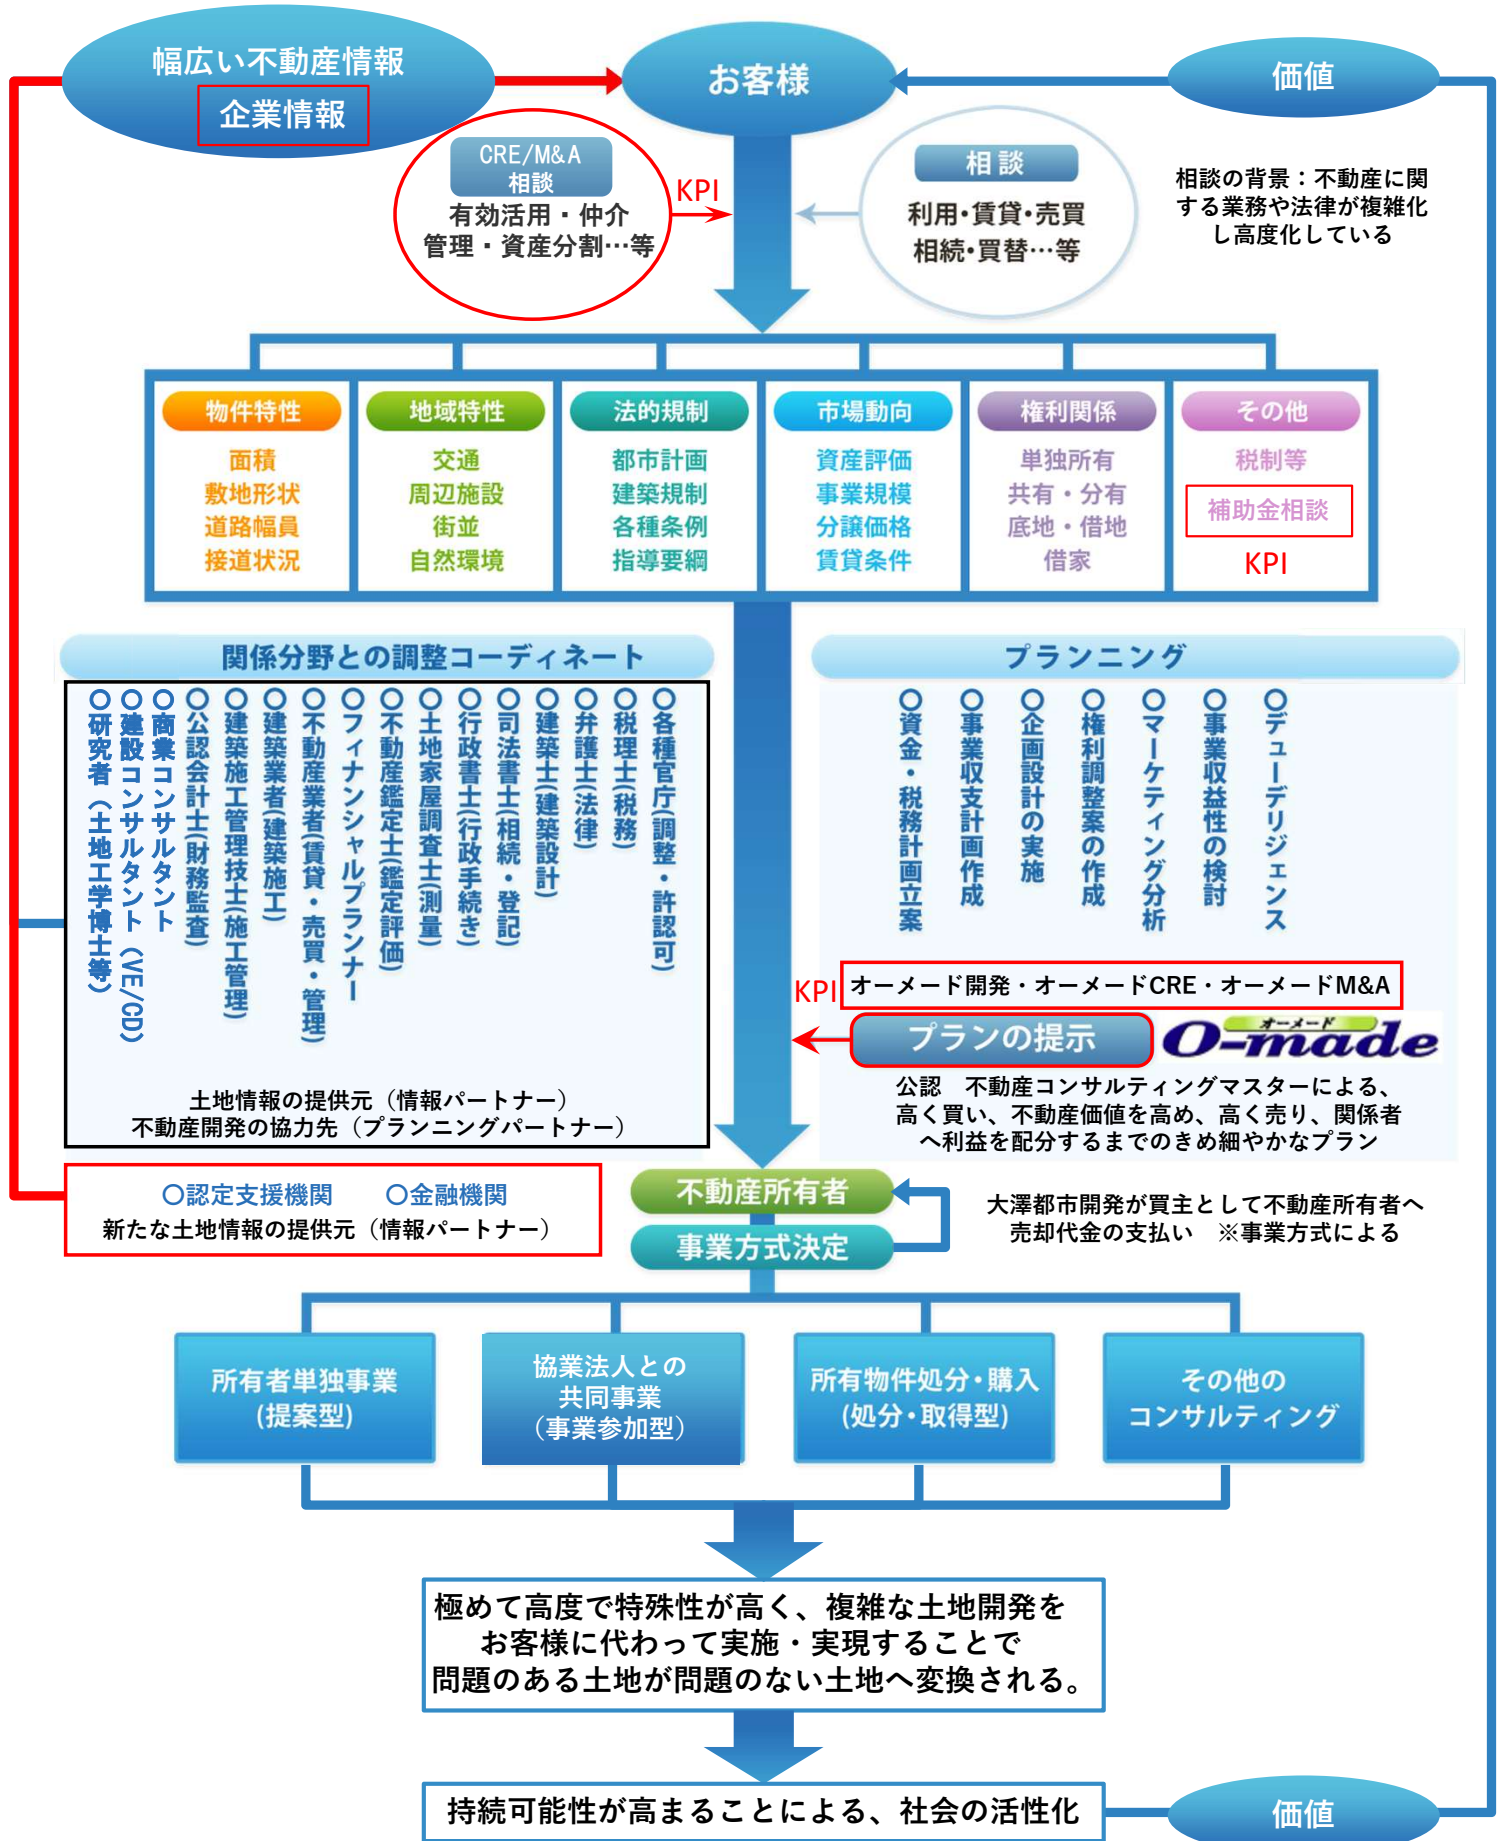 幅広い不動産情報
企業情報
お客様
価値
CRE/M&A
相談
有効活用・仲介
管理・資産分割…等
KPI
相談
利用・賃貸・売買
相続・買替…等
相談の背景：不動産に関
する業務や法律が複雑化
し高度化している
物件特性
面積
敷地形状
道路幅員
接道状況
地域特性
交通
周辺施設
街並
自然環境
法的規制
都市計画
建築規制
各種条例
指導要綱
市場動向
資産評価
事業規模
分譲価格
賃貸条件
権利関係
単独所有
共有・分有
底地・借地
借家
その他
税制等
補助金相談
KPI
関係分野との調整コーディネート
〇各種官庁(調整・許認可)
〇税理士(税務)
〇弁護士(法律)
〇建築士(建築設計)
〇司法書士(相続・登記)
〇行政書士(行政手続き)
〇土地家屋調査士(測量)
〇不動産鑑定士(鑑定評価)
〇フィナンシャルプランナー
〇不動産業者(賃貸・売買・管理)
〇建築業者(建築施工)
〇建築施工管理技士(施工管理)
〇公認会計士(財務監査)
〇商業コンサルタント
〇建設コンサルタント（VE/CD）
〇研究者（土地工学博士等）
土地情報の提供元（情報パートナー）
不動産開発の協力先（プランニングパートナー）
プランニング
〇デューデリジェンス
〇事業収益性の検討
〇マーケティング分析
〇権利調整案の作成
〇企画設計の実施
〇事業収支計画作成
〇資金・税務計画立案
KPI
オーメード開発・オーメードCRE・オーメードM&A
プランの提示
オーメード
O-made
公認　不動産コンサルティングマスターによる、
高く買い、不動産価値を高め、高く売り、関係者
へ利益を配分するまでのきめ細やかなプラン
〇認定支援機関　　〇金融機関
新たな土地情報の提供元（情報パートナー）
不動産所有者
事業方式決定
大澤都市開発が買主として不動産所有者へ
売却代金の支払い　※事業方式による
所有者単独事業
(提案型)
協業法人との
共同事業
（事業参加型）
所有物件処分・購入
(処分・取得型)
その他の
コンサルティング
極めて高度で特殊性が高く、複雑な土地開発を
お客様に代わって実施・実現することで
問題のある土地が問題のない土地へ変換される。
持続可能性が高まることによる、社会の活性化
価値